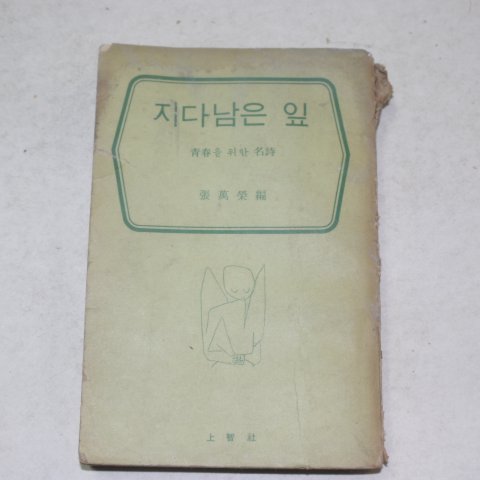 지다남은 잎
靑春을 위한 名詩
張萬榮編
上智社